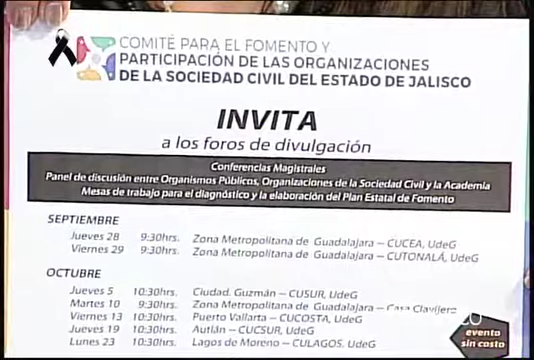 COMITÉ PARA EL FOMENTO Y
PARTICIPACIÓN DE LAS ORGANIZACIONES
DE LA SOCIEDAD CIVIL DEL ESTADO DE JALISCO
INVITA
a los foros de divulgación
Conferencias Magistrales
Panel de discusión entre Organismos Públicos, Organizaciones de la Sociedad Civil y la Academia
Mesas de trabajo para el diagnóstico y la elaboración del Plan Estatal de Fomento
SEPTIEMBRE
Jueves 28 9:30hrs. Zona Metropolitana de Guadalajara – CUCEA, UdeG
Viernes 29 9:30hrs. Zona Metropolitana de Guadalajara – CUTONALÁ, UdeG
OCTUBRE
Jueves 5 10:30hrs. Ciudad. Guzmán – CUSUR, UdeG
Martes 10 9:30hrs. Zona Metropolitana de Guadalajara – Casa Clavijero
Viernes 13 10:30hrs. Puerto Vallarta – CUCOSTA, UdeG
Jueves 19 10:30hrs. Autlán – CUCSUR, UdeG
Lunes 23 10:30hrs. Lagos de Moreno – CULAGOS, UdeG
evento
sin costo